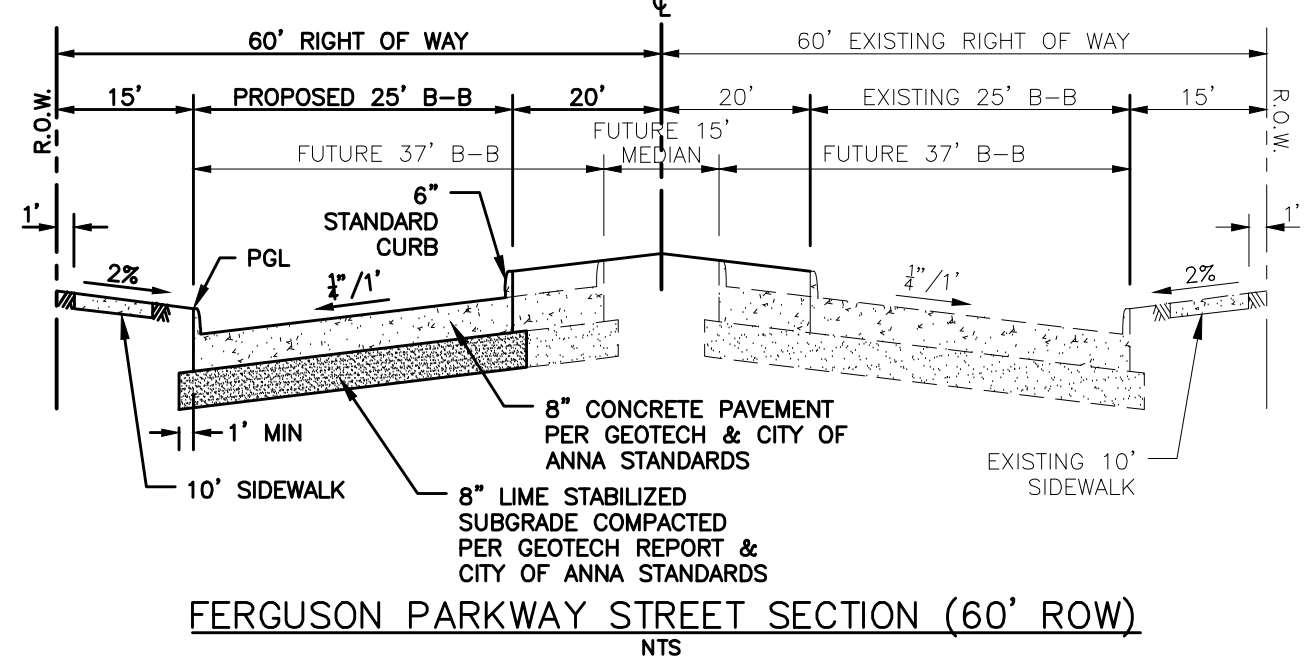 ℄
60' RIGHT OF WAY
60' EXISTING RIGHT OF WAY
R.O.W.
15'
PROPOSED 25' B-B
20'
20'
EXISTING 25' B-B
15'
R.O.W.
FUTURE 37' B-B
FUTURE 15'
MEDIAN
FUTURE 37' B-B
1'
6"
STANDARD
CURB
1'
PGL
2%
1/4"/1'
1/4"/1'
2%
1' MIN
10' SIDEWALK
8" CONCRETE PAVEMENT
PER GEOTECH & CITY OF
ANNA STANDARDS
EXISTING 10'
SIDEWALK
8" LIME STABILIZED
SUBGRADE COMPACTED
PER GEOTECH REPORT &
CITY OF ANNA STANDARDS
FERGUSON PARKWAY STREET SECTION (60' ROW)
NTS